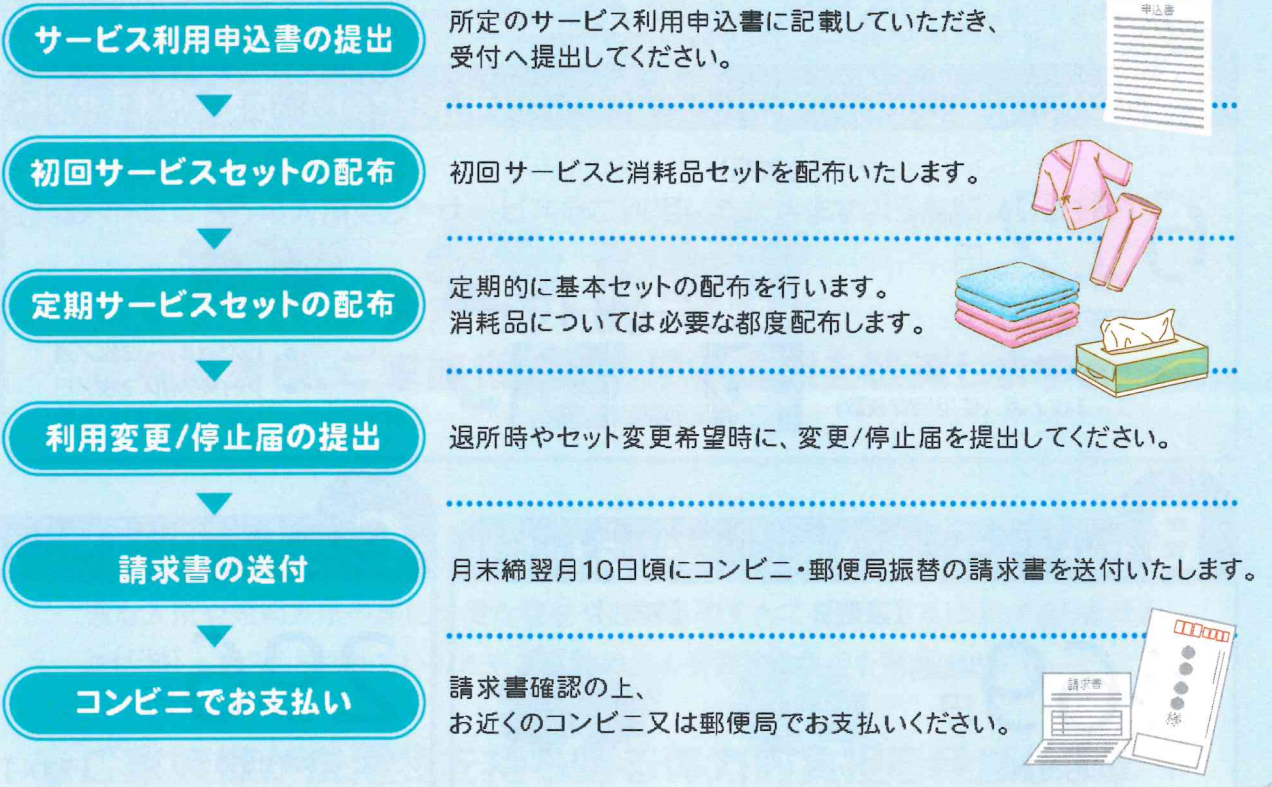 サービス利用申込書の提出
所定のサービス利用申込書に記載していただき、
受付へ提出してください。
申込書
初回サービスセットの配布
初回サービスと消耗品セットを配布いたします。
定期サービスセットの配布
定期的に基本セットの配布を行います。
消耗品については必要な都度配布します。
利用変更/停止届の提出
退所時やセット変更希望時に、変更/停止届を提出してください。
請求書の送付
月末締翌月10日頃にコンビニ・郵便局振替の請求書を送付いたします。
コンビニでお支払い
請求書確認の上、
お近くのコンビニ又は郵便局でお支払いください。
請求書
様